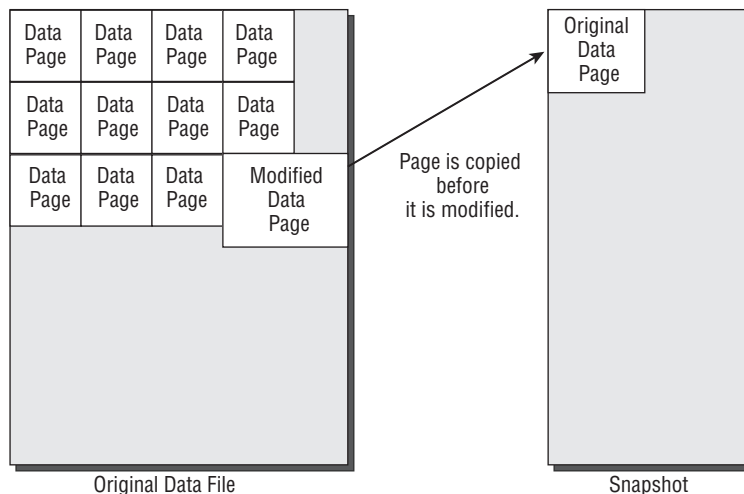 Data Page
Data Page
Data Page
Data Page
Data Page
Data Page
Data Page
Data Page
Data Page
Data Page
Data Page
Modified
Data
Page
Page is copied
before
it is modified.
Original
Data
Page
Original Data File
Snapshot